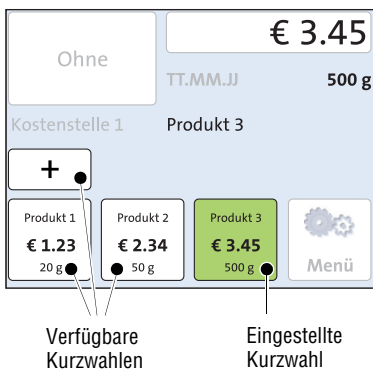 € 3.45
Ohne
TT.MM.JJ 500 g
Kostenstelle 1 Produkt 3
+
Produkt 1 Produkt 2 Produkt 3
€ 1.23 € 2.34 € 3.45
20 g 50 g 500 g Menü
Verfügbare Eingestellte
Kurzwahlen Kurzwahl